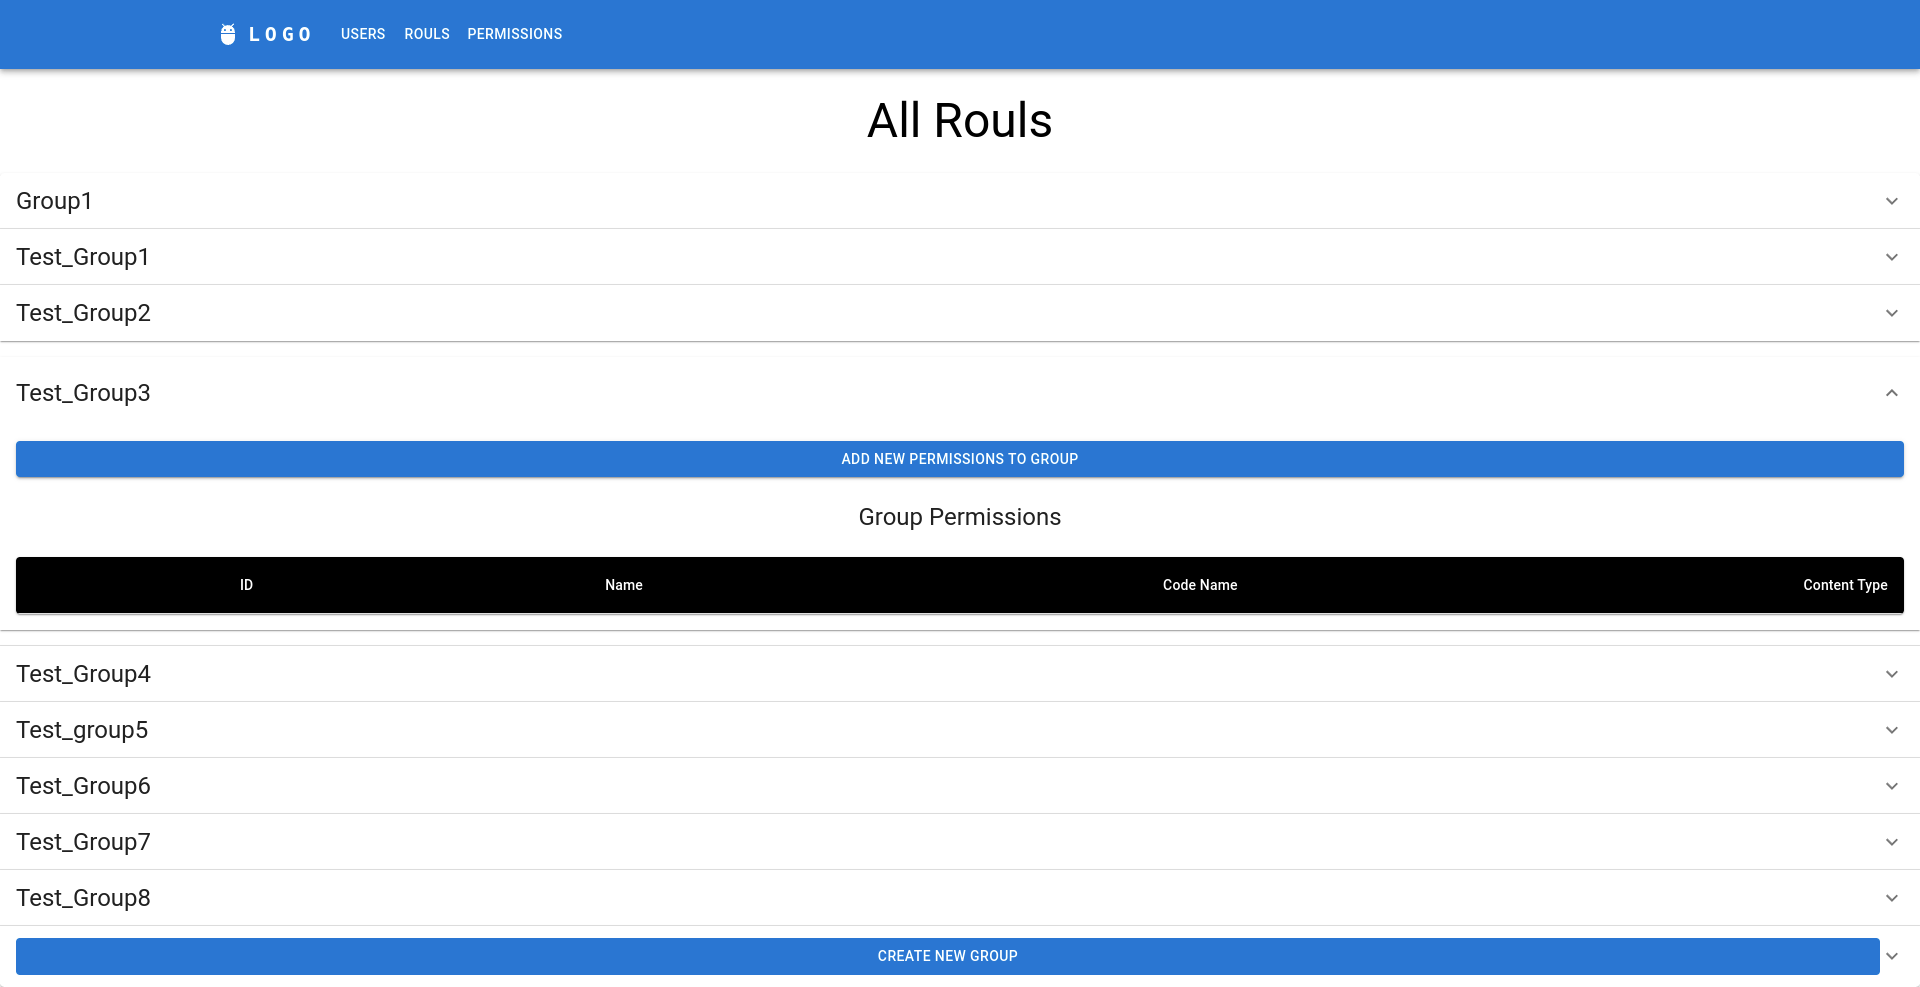 LOGO USERS ROULS PERMISSIONS
All Rouls
Group1
Test_Group1
Test_Group2
Test_Group3
ADD NEW PERMISSIONS TO GROUP
Group Permissions
ID Name Code Name Content Type
Test_Group4
Test_group5
Test_Group6
Test_Group7
Test_Group8
CREATE NEW GROUP